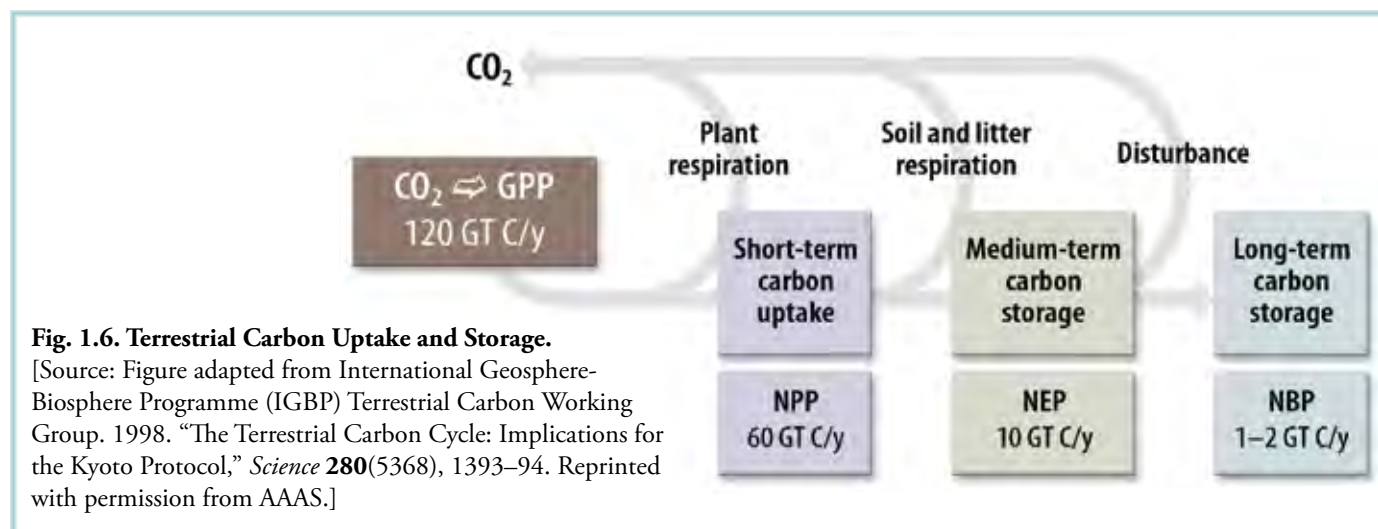 CO₂
Plant
respiration
Soil and litter
respiration
Disturbance
CO₂ ⇨ GPP
120 GT C/y
Short-term
carbon
uptake
Medium-term
carbon
storage
Long-term
carbon
storage
NPP
60 GT C/y
NEP
10 GT C/y
NBP
1–2 GT C/y
Fig. 1.6. Terrestrial Carbon Uptake and Storage.
[Source: Figure adapted from International Geosphere-
Biosphere Programme (IGBP) Terrestrial Carbon Working
Group. 1998. “The Terrestrial Carbon Cycle: Implications for
the Kyoto Protocol,” Science 280(5368), 1393–94. Reprinted
with permission from AAAS.]